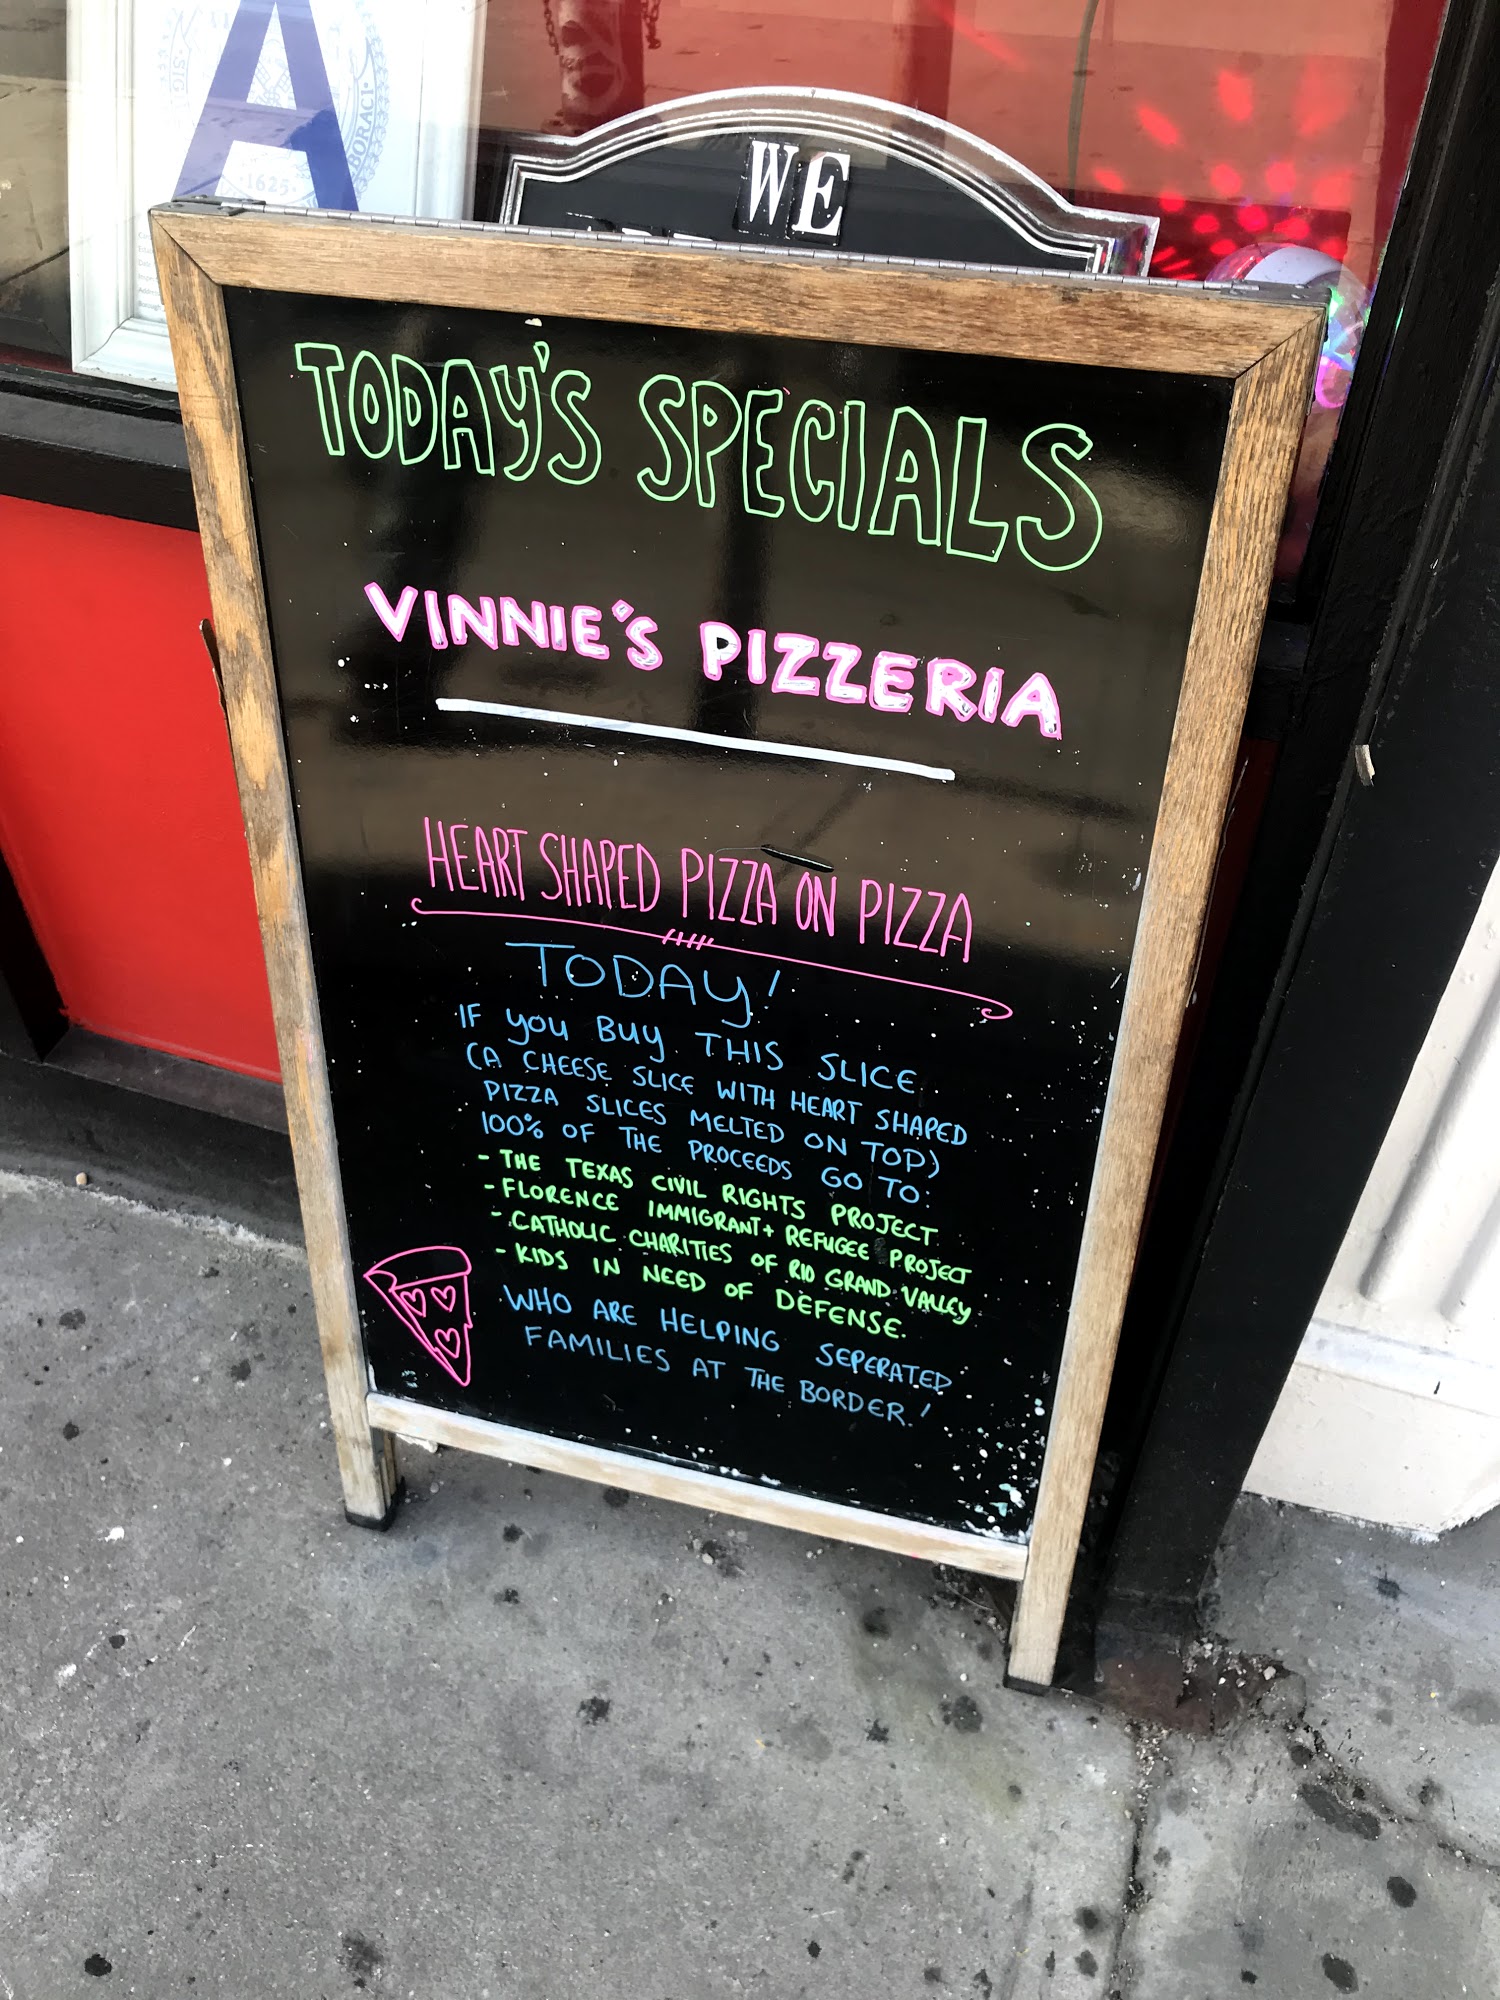 A
BORACI
1625
WE
TODAY'S SPECIALS
VINNIE'S PIZZERIA
HEART SHAPED PIZZA ON PIZZA
TODAY!
IF YOU BUY THIS SLICE
(A CHEESE SLICE WITH HEART SHAPED
PIZZA SLICES MELTED ON TOP)
100% OF THE PROCEEDS GO TO:
- THE TEXAS CIVIL RIGHTS PROJECT
- FLORENCE IMMIGRANT + REFUGEE PROJECT
- CATHOLIC CHARITIES OF RIO GRAND VALLEY
- KIDS IN NEED OF DEFENSE.
WHO ARE HELPING SEPERATED
FAMILIES AT THE BORDER!